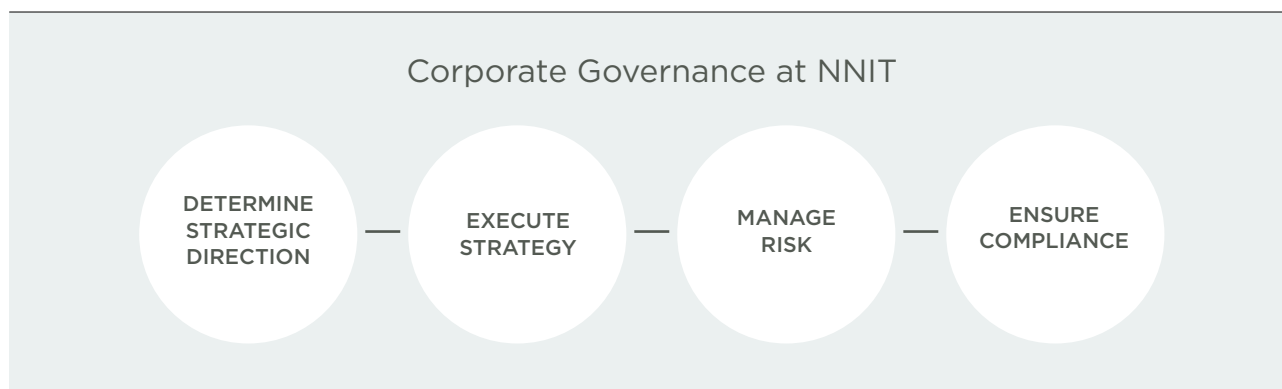 Corporate Governance at NNIT
DETERMINE
STRATEGIC
DIRECTION
EXECUTE
STRATEGY
MANAGE
RISK
ENSURE
COMPLIANCE